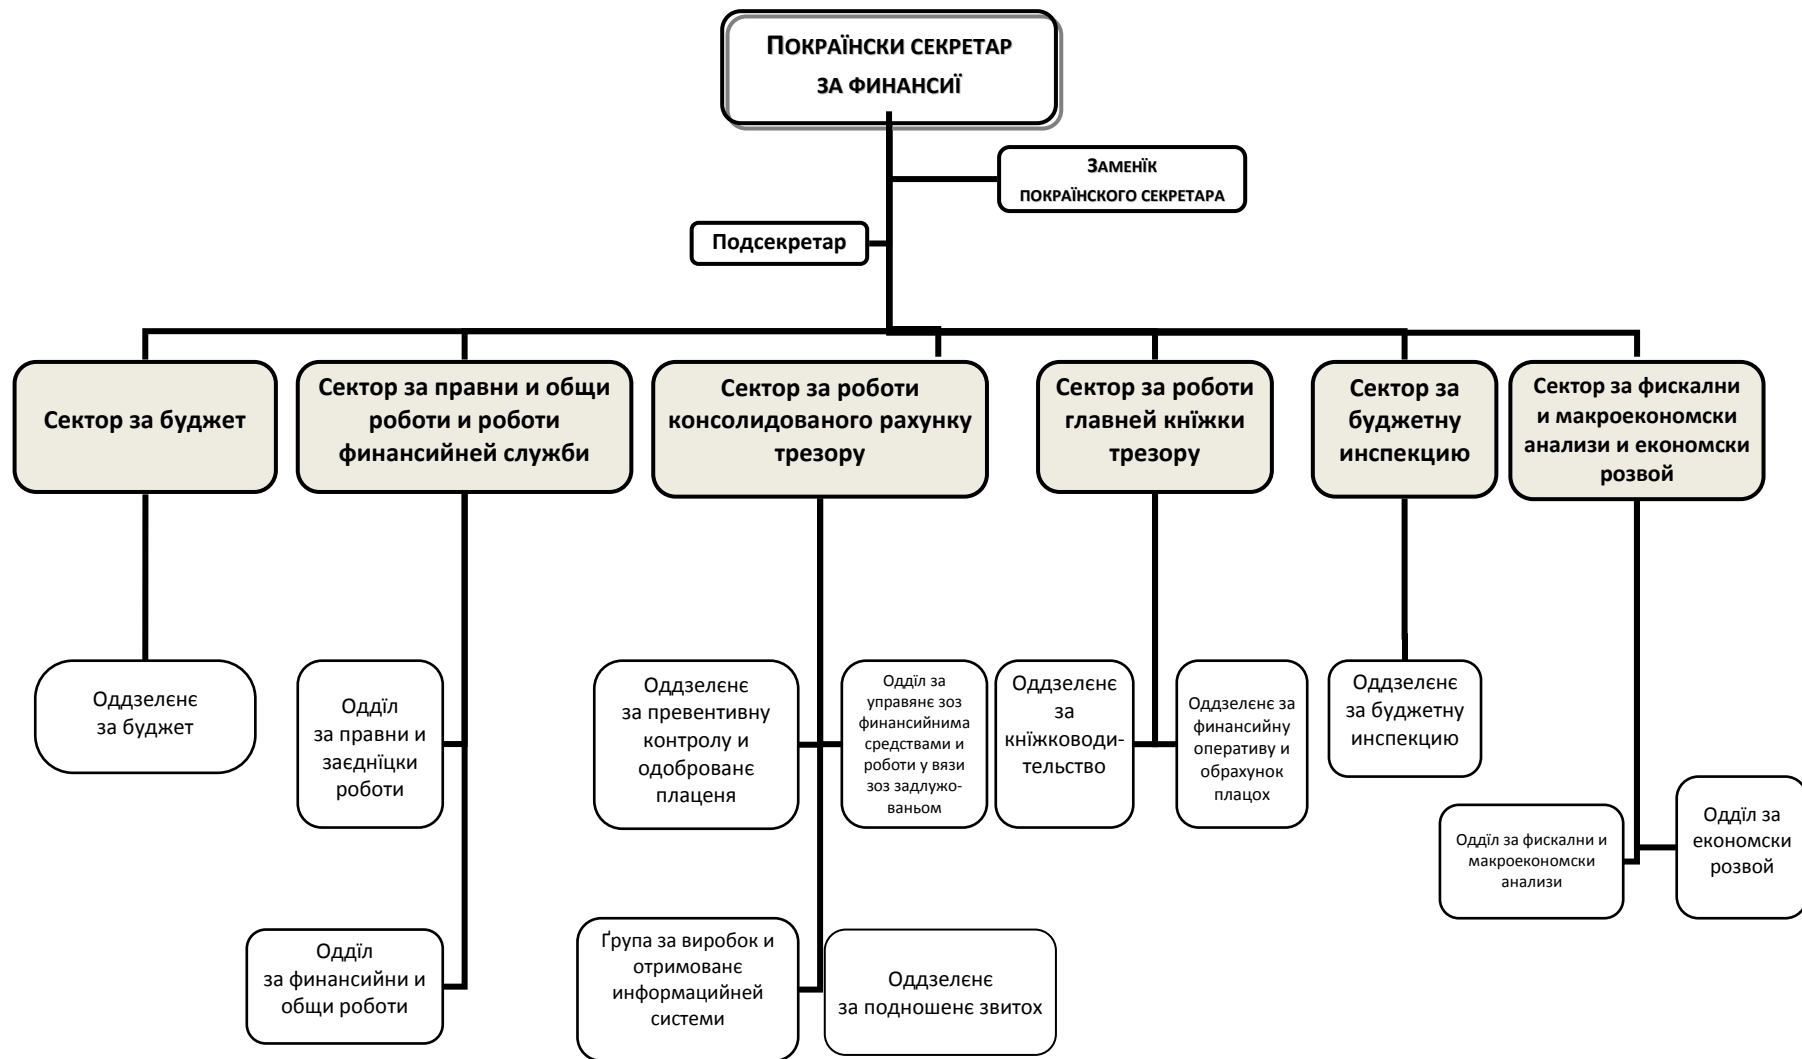 ПОКРАЇНСКИ СЕКРЕТАР
ЗА ФИНАНСИЇ
ЗАМЕНЇК
ПОКРАЇНСКОГО СЕКРЕТАРА
Подсекретар
Сектор за буджет
Сектор за правни и общи
роботи и роботи
финансийней служби
Сектор за роботи
консолидованого рахунку
трезору
Сектор за роботи
главней кнїжки
трезору
Сектор за
буджетну
инспекцию
Сектор за фискални
и макроекономски
анализи и економски
розвой
Оддзелєнє
за буджет
Оддїл
за правни и
заєднїцки
роботи
Оддзелєнє
за превентивну
контролу и
одоброванє
плаценя
Оддїл за
управянє зоз
финансийнима
средствами и
роботи у вязи
зоз задлужо-
ваньом
Оддзелєнє
за
кнїжководи-
тельство
Оддзелєнє за
финансийну
оперативу и
обрахунок
плацох
Оддзелєнє
за буджетну
инспекцию
Оддїл за фискални и
макроекономски
анализи
Оддїл за
економски
розвой
Оддїл
за финансийни и
общи роботи
Ґрупа за виробок и
отримованє
информацийней
системи
Оддзелєнє
за подношенє звитох